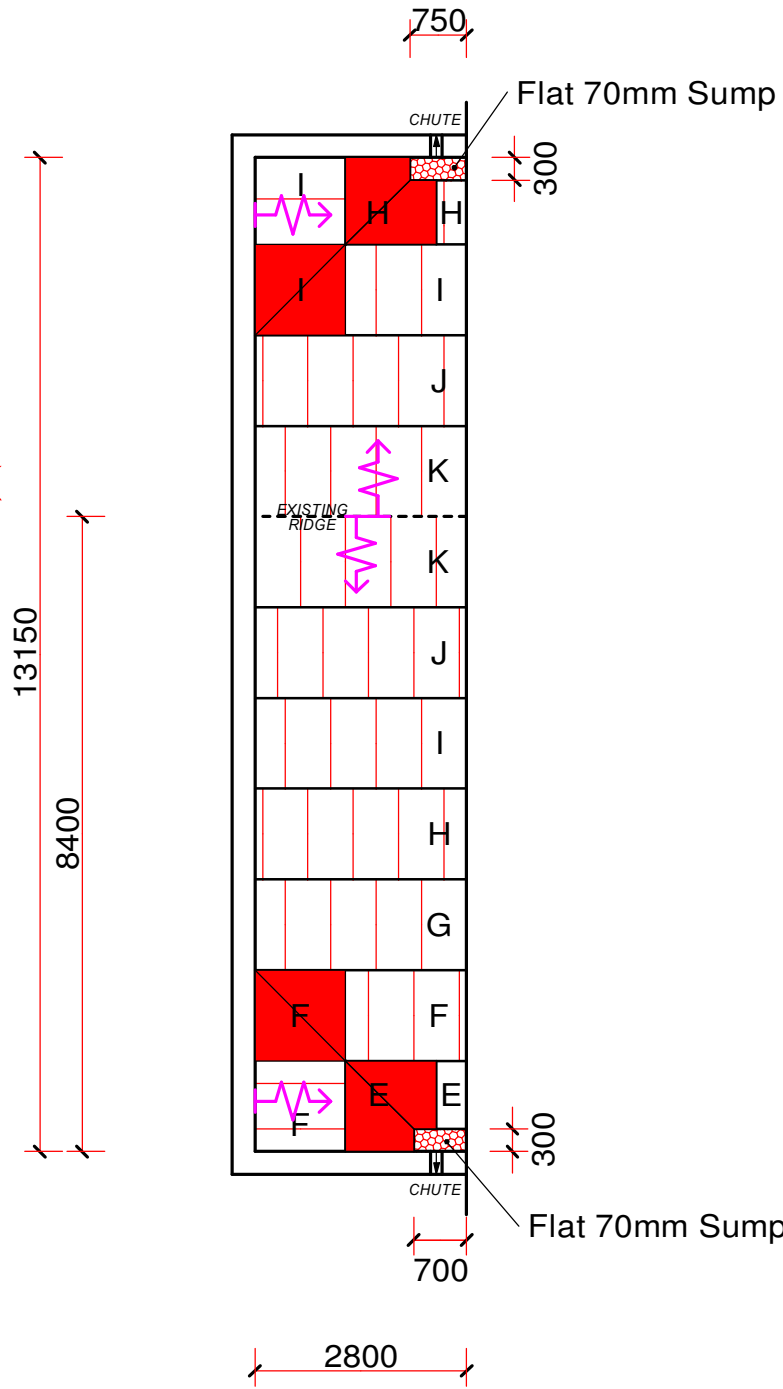 750
Flat 70mm Sump
CHUTE
300
I
H
H
I
I
J
K
EXISTING
RIDGE
K
13150
J
I
8400
H
G
F
F
E
E
F
300
CHUTE
Flat 70mm Sump
700
2800